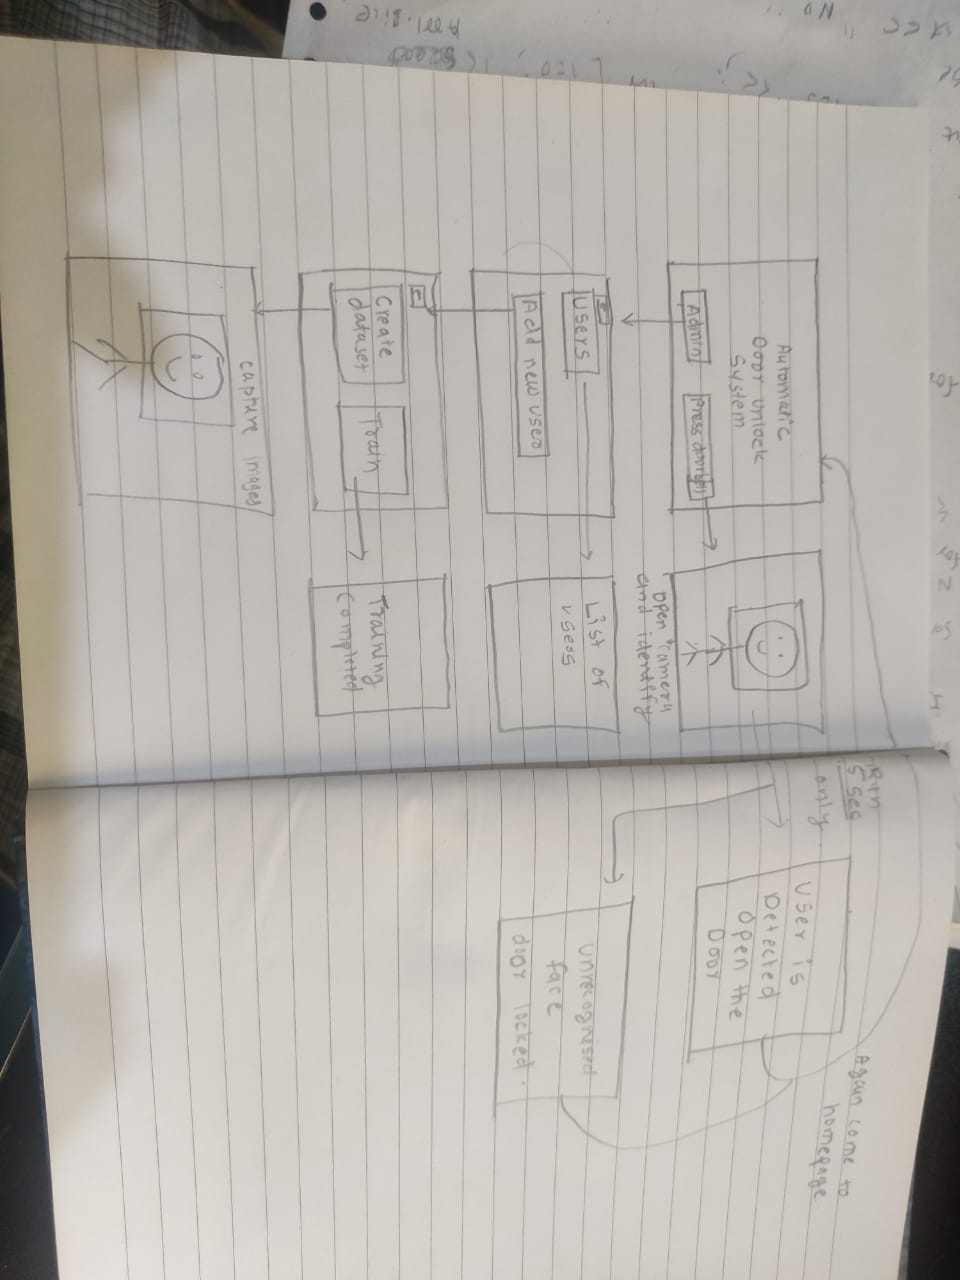 Automatic
Door unlock
System
Admin
Press doorbell
open camera
and identify
Run
5 sec
only
User is
Detected
open the
Door
Again come to
homepage
unrecognised
face
door locked.
Users
Add new user
List of
users
Create
dataset
Train
Training
Completed
capture images